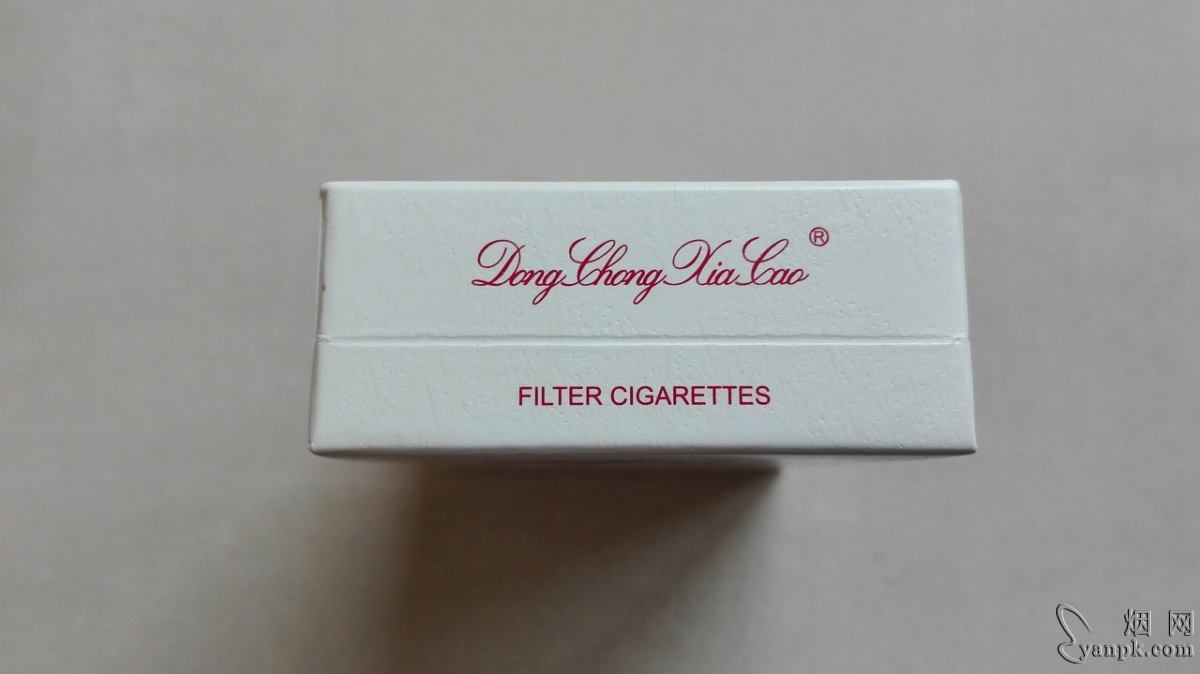 Dong Chong Xia Cao ®
FILTER CIGARETTES
烟网
yanpk.com